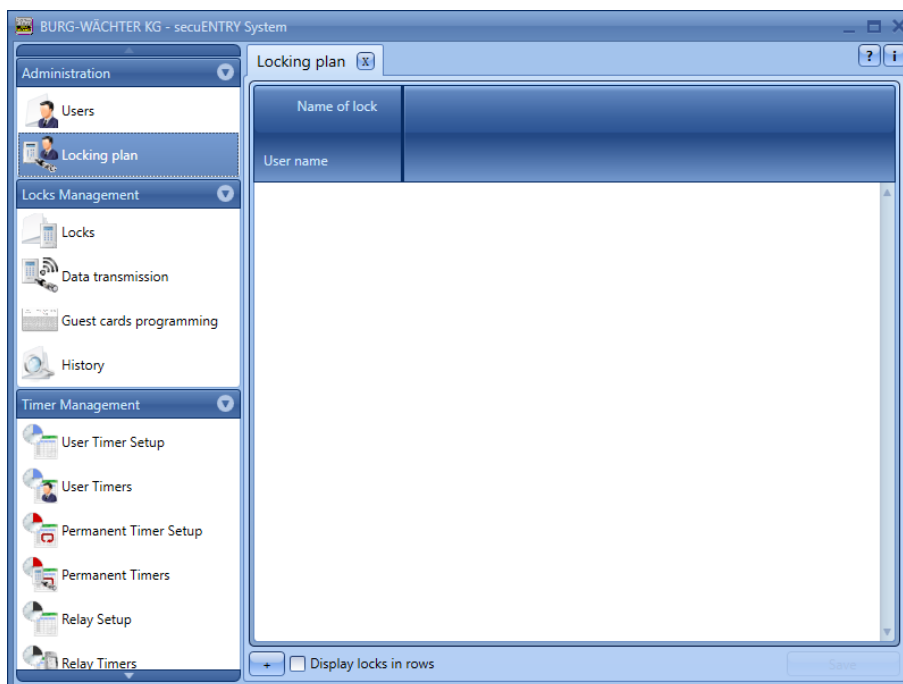 BURG-WÄCHTER KG - secuENTRY System
Administration
Users
Locking plan
Locks Management
Locks
Data transmission
Guest cards programming
History
Timer Management
User Timer Setup
User Timers
Permanent Timer Setup
Permanent Timers
Relay Setup
Relay Timers
Locking plan X
? i
Name of lock
User name
+ Display locks in rows
Save